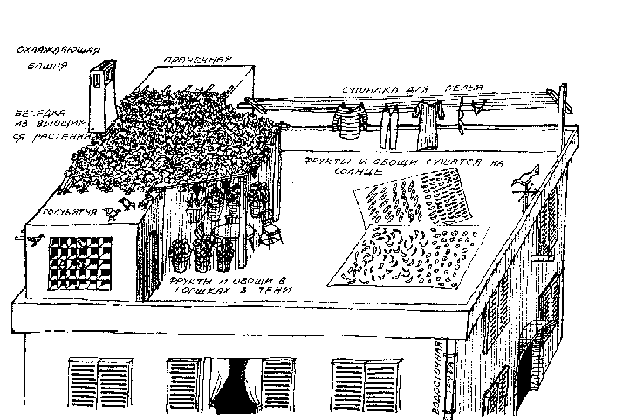 ОХЛАЖДАЮЩАЯ
БАШНЯ
ПРАЧЕЧНАЯ
СУШИЛКА ДЛЯ БЕЛЬЯ
БЕСЕДКА
ИЗ ВЬЮЩИХ
СЯ РАСТЕНИЙ
ФРУКТЫ И ОВОЩИ СУШАТСЯ НА
СОЛНЦЕ
ГОЛУБЯТНЯ
ФРУКТЫ И ОВОЩИ В
ГОРШКАХ В ТЕНИ
ВОДОСТОЧНАЯ
ТРУБА